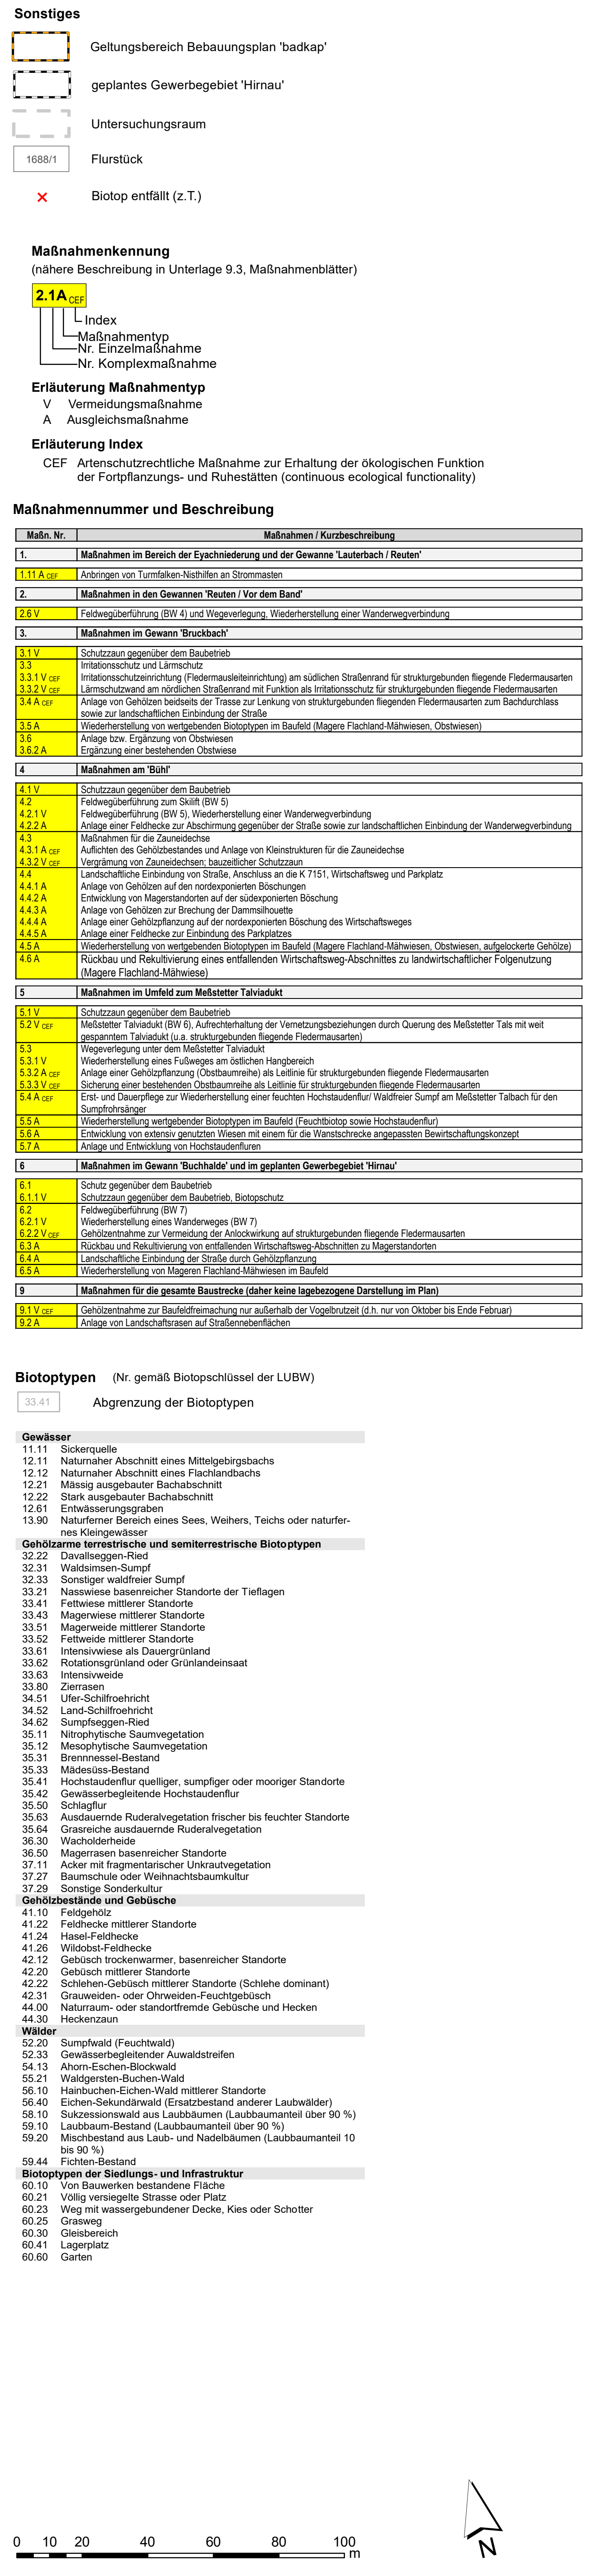 Sonstiges
Geltungsbereich Bebauungsplan 'badkap'
geplantes Gewerbegebiet 'Hirnau'
Untersuchungsraum
1688/1 Flurstück
Biotop entfällt (z.T.)
Maßnahmenkennung
(nähere Beschreibung in Unterlage 9.3, Maßnahmenblätter)
2.1A CEF
Index
Maßnahmentyp
Nr. Einzelmaßnahme
Nr. Komplexmaßnahme
Erläuterung Maßnahmentyp
V Vermeidungsmaßnahme
A Ausgleichsmaßnahme
Erläuterung Index
CEF Artenschutzrechtliche Maßnahme zur Erhaltung der ökologischen Funktion
der Fortpflanzungs- und Ruhestätten (continuous ecological functionality)
Maßnahmennummer und Beschreibung
Maßn. Nr. Maßnahmen / Kurzbeschreibung
1. Maßnahmen im Bereich der Eyachniederung und der Gewanne 'Lauterbach / Reuten'
1.11 A CEF Anbringen von Turmfalken-Nisthilfen an Strommasten
2. Maßnahmen in den Gewannen 'Reuten / Vor dem Band'
2.6 V Feldwegüberführung (BW 4) und Wegeverlegung, Wiederherstellung einer Wanderwegverbindung
3. Maßnahmen im Gewann 'Bruckbach'
3.1 V Schutzzaun gegenüber dem Baubetrieb
3.3 Irritationsschutz und Lärmschutz
3.3.1 V CEF Irritationsschutzeinrichtung (Fledermausleiteinrichtung) am südlichen Straßenrand für strukturgebunden fliegende Fledermausarten
3.3.2 V CEF Lärmschutzwand am nördlichen Straßenrand mit Funktion als Irritationsschutz für strukturgebunden fliegende Fledermausarten
3.4 A CEF Anlage von Gehölzen beidseits der Trasse zur Lenkung von strukturgebunden fliegenden Fledermausarten zum Bachdurchlass
sowie zur landschaftlichen Einbindung der Straße
3.5 A Wiederherstellung von wertgebenden Biotoptypen im Baufeld (Magere Flachland-Mähwiesen, Obstwiesen)
3.6 Anlage bzw. Ergänzung von Obstwiesen
3.6.2 A Ergänzung einer bestehenden Obstwiese
4 Maßnahmen am 'Bühl'
4.1 V Schutzzaun gegenüber dem Baubetrieb
4.2 Feldwegüberführung zum Skilift (BW 5)
4.2.1 V Feldwegüberführung (BW 5), Wiederherstellung einer Wanderwegverbindung
4.2.2 A Anlage einer Feldhecke zur Abschirmung gegenüber der Straße sowie zur landschaftlichen Einbindung der Wanderwegverbindung
4.3 Maßnahmen für die Zauneidechse
4.3.1 A CEF Auflichten des Gehölzbestandes und Anlage von Kleinstrukturen für die Zauneidechse
4.3.2 V CEF Vergrämung von Zauneidechsen; bauzeitlicher Schutzzaun
4.4 Landschaftliche Einbindung von Straße, Anschluss an die K 7151, Wirtschaftsweg und Parkplatz
4.4.1 A Anlage von Gehölzen auf den nordexponierten Böschungen
4.4.2 A Entwicklung von Magerstandorten auf der südexponierten Böschung
4.4.3 A Anlage von Gehölzen zur Brechung der Dammsilhouette
4.4.4 A Anlage einer Gehölzpflanzung auf der nordexponierten Böschung des Wirtschaftsweges
4.4.5 A Anlage einer Feldhecke zur Einbindung des Parkplatzes
4.5 A Wiederherstellung von wertgebenden Biotoptypen im Baufeld (Magere Flachland-Mähwiesen, Obstwiesen, aufgelockerte Gehölze)
4.6 A Rückbau und Rekultivierung eines entfallenden Wirtschaftsweg-Abschnittes zu landwirtschaftlicher Folgenutzung
(Magere Flachland-Mähwiese)
5 Maßnahmen im Umfeld zum Meßstetter Talviadukt
5.1 V Schutzzaun gegenüber dem Baubetrieb
5.2 V CEF Meßstetter Talviadukt (BW 6), Aufrechterhaltung der Vernetzungsbeziehungen durch Querung des Meßstetter Tals mit weit
gespanntem Talviadukt (u.a. strukturgebunden fliegende Fledermausarten)
5.3 Wegeverlegung unter dem Meßstetter Talviadukt
5.3.1 V Wiederherstellung eines Fußweges am östlichen Hangbereich
5.3.2 A CEF Anlage einer Gehölzpflanzung (Obstbaumreihe) als Leitlinie für strukturgebunden fliegende Fledermausarten
5.3.3 V CEF Sicherung einer bestehenden Obstbaumreihe als Leitlinie für strukturgebunden fliegende Fledermausarten
5.4 A CEF Erst- und Dauerpflege zur Wiederherstellung einer feuchten Hochstaudenflur/ Waldfreier Sumpf am Meßstetter Talbach für den
Sumpfrohrsänger
5.5 A Wiederherstellung wertgebender Biotoptypen im Baufeld (Feuchtbiotop sowie Hochstaudenflur)
5.6 A Entwicklung von extensiv genutzten Wiesen mit einem für die Wanstschrecke angepassten Bewirtschaftungskonzept
5.7 A Anlage und Entwicklung von Hochstaudenfluren
6 Maßnahmen im Gewann 'Buchhalde' und im geplanten Gewerbegebiet 'Hirnau'
6.1 Schutz gegenüber dem Baubetrieb
6.1.1 V Schutzzaun gegenüber dem Baubetrieb, Biotopschutz
6.2 Feldwegüberführung (BW 7)
6.2.1 V Wiederherstellung eines Wanderweges (BW 7)
6.2.2 V CEF Gehölzentnahme zur Vermeidung der Anlockwirkung auf strukturgebunden fliegende Fledermausarten
6.3 A Rückbau und Rekultivierung von entfallenden Wirtschaftsweg-Abschnitten zu Magerstandorten
6.4 A Landschaftliche Einbindung der Straße durch Gehölzpflanzung
6.5 A Wiederherstellung von Mageren Flachland-Mähwiesen im Baufeld
9 Maßnahmen für die gesamte Baustrecke (daher keine lagebezogene Darstellung im Plan)
9.1 V CEF Gehölzentnahme zur Baufeldfreimachung nur außerhalb der Vogelbrutzeit (d.h. nur von Oktober bis Ende Februar)
9.2 A Anlage von Landschaftsrasen auf Straßennebenflächen
Biotoptypen (Nr. gemäß Biotopschlüssel der LUBW)
33.41 Abgrenzung der Biotoptypen
Gewässer
11.11 Sickerquelle
12.11 Naturnaher Abschnitt eines Mittelgebirgsbachs
12.12 Naturnaher Abschnitt eines Flachlandbachs
12.21 Mässig ausgebauter Bachabschnitt
12.22 Stark ausgebauter Bachabschnitt
12.61 Entwässerungsgraben
13.90 Naturferner Bereich eines Sees, Weihers, Teichs oder naturfer-
nes Kleingewässer
Gehölzarme terrestrische und semiterrestrische Biotoptypen
32.22 Davallseggen-Ried
32.31 Waldsimsen-Sumpf
32.33 Sonstiger waldfreier Sumpf
33.21 Nasswiese basenreicher Standorte der Tieflagen
33.41 Fettwiese mittlerer Standorte
33.43 Magerwiese mittlerer Standorte
33.51 Magerweide mittlerer Standorte
33.52 Fettweide mittlerer Standorte
33.61 Intensivwiese als Dauergrünland
33.62 Rotationsgrünland oder Grünlandeinsaat
33.63 Intensivweide
33.80 Zierrasen
34.51 Ufer-Schilfroehricht
34.52 Land-Schilfroehricht
34.62 Sumpfseggen-Ried
35.11 Nitrophytische Saumvegetation
35.12 Mesophytische Saumvegetation
35.31 Brennnessel-Bestand
35.33 Mädesüss-Bestand
35.41 Hochstaudenflur quelliger, sumpfiger oder mooriger Standorte
35.42 Gewässerbegleitende Hochstaudenflur
35.50 Schlagflur
35.63 Ausdauernde Ruderalvegetation frischer bis feuchter Standorte
35.64 Grasreiche ausdauernde Ruderalvegetation
36.30 Wacholderheide
36.50 Magerrasen basenreicher Standorte
37.11 Acker mit fragmentarischer Unkrautvegetation
37.27 Baumschule oder Weihnachtsbaumkultur
37.29 Sonstige Sonderkultur
Gehölzbestände und Gebüsche
41.10 Feldgehölz
41.22 Feldhecke mittlerer Standorte
41.24 Hasel-Feldhecke
41.26 Wildobst-Feldhecke
42.12 Gebüsch trockenwarmer, basenreicher Standorte
42.20 Gebüsch mittlerer Standorte
42.22 Schlehen-Gebüsch mittlerer Standorte (Schlehe dominant)
42.31 Grauweiden- oder Ohrweiden-Feuchtgebüsch
44.00 Naturraum- oder standortfremde Gebüsche und Hecken
44.30 Heckenzaun
Wälder
52.20 Sumpfwald (Feuchtwald)
52.33 Gewässerbegleitender Auwaldstreifen
54.13 Ahorn-Eschen-Blockwald
55.21 Waldgersten-Buchen-Wald
56.10 Hainbuchen-Eichen-Wald mittlerer Standorte
56.40 Eichen-Sekundärwald (Ersatzbestand anderer Laubwälder)
58.10 Sukzessionswald aus Laubbäumen (Laubbaumanteil über 90 %)
59.10 Laubbaum-Bestand (Laubbaumanteil über 90 %)
59.20 Mischbestand aus Laub- und Nadelbäumen (Laubbaumanteil 10
bis 90 %)
59.44 Fichten-Bestand
Biotoptypen der Siedlungs- und Infrastruktur
60.10 Von Bauwerken bestandene Fläche
60.21 Völlig versiegelte Strasse oder Platz
60.23 Weg mit wassergebundener Decke, Kies oder Schotter
60.25 Grasweg
60.30 Gleisbereich
60.41 Lagerplatz
60.60 Garten
0 10 20 40 60 80 100
m
N